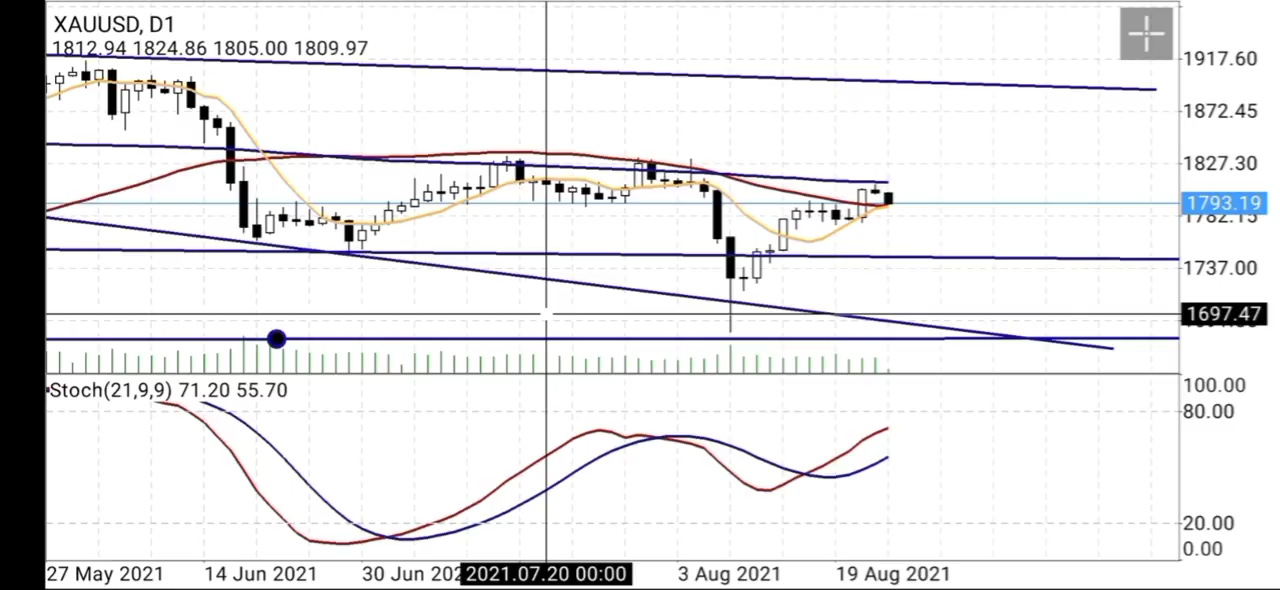 XAUUSD, D1
1812.94 1824.86 1805.00 1809.97
1917.60
1872.45
1827.30
1793.19
1782.15
1737.00
1697.47
Stoch(21,9,9) 71.20 55.70
100.00
80.00
20.00
0.00
27 May 2021 14 Jun 2021 30 Jun 202 2021.07.20 00:00 3 Aug 2021 19 Aug 2021